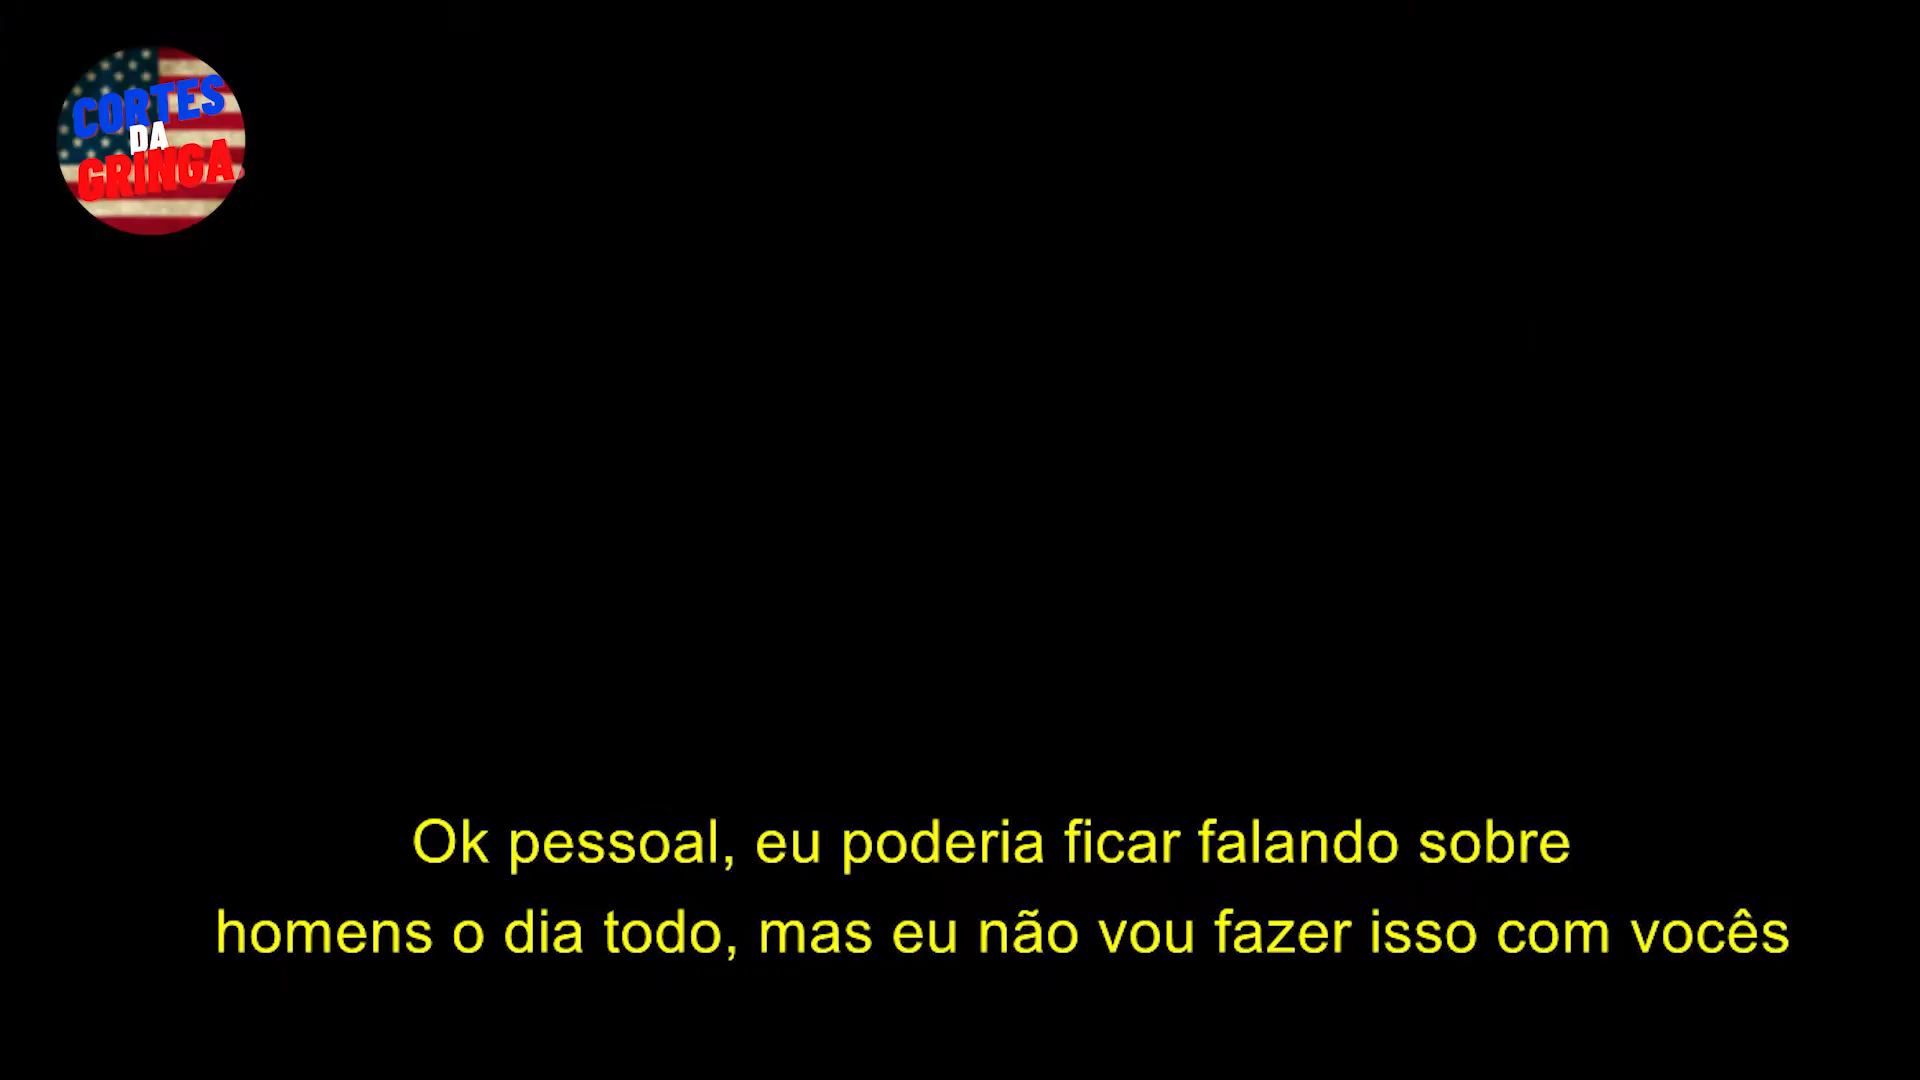 CORTES
DA
GRINGA
Ok pessoal, eu poderia ficar falando sobre
homens o dia todo, mas eu não vou fazer isso com vocês